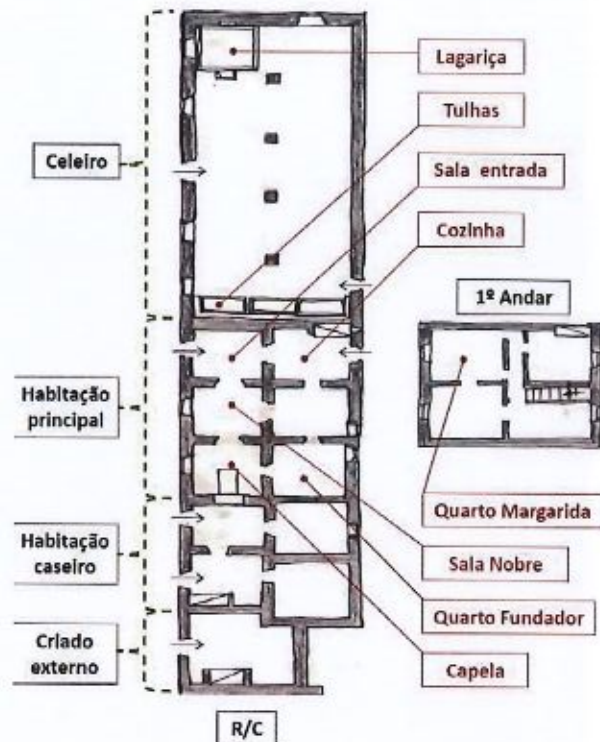 Lagariça
Tulhas
Celeiro
Sala entrada
Cozinha
1º Andar
Habitação
principal
Quarto Margarida
Habitação
caseiro
Sala Nobre
Quarto Fundador
Criado
externo
Capela
R/C